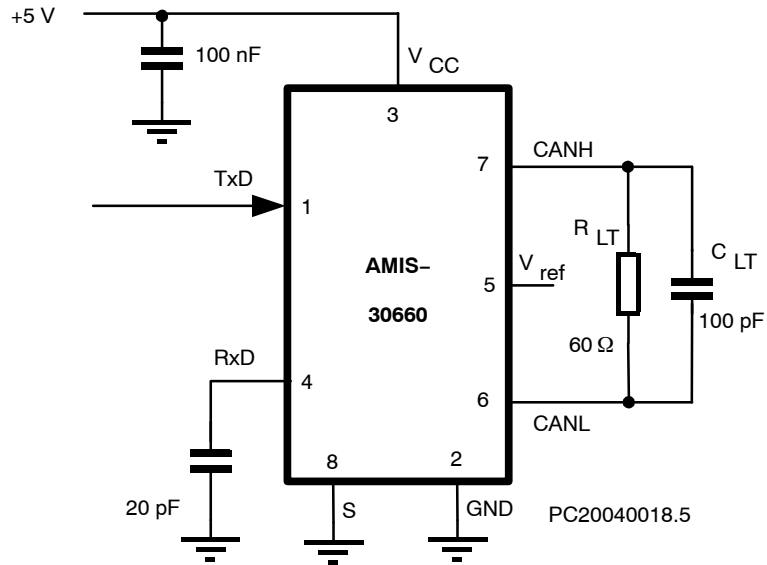 +5 V
100 nF
V CC
3
7
CANH
TxD
1
R LT
C LT
AMIS–
30660
5
V ref
100 pF
60 Ω
RxD
4
6
CANL
8
2
20 pF
S
GND
PC20040018.5